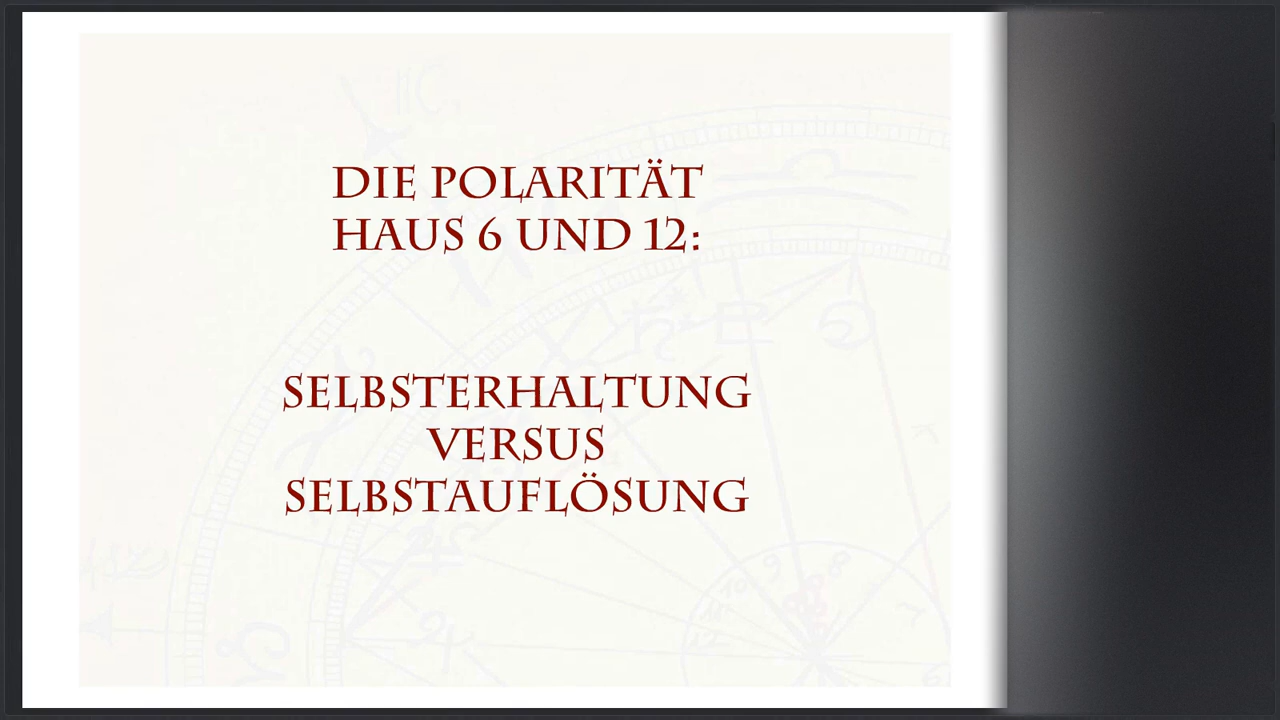 DIE POLARITÄT
HAUS 6 UND 12:
SELBSTERHALTUNG
VERSUS
SELBSTAUFLÖSUNG